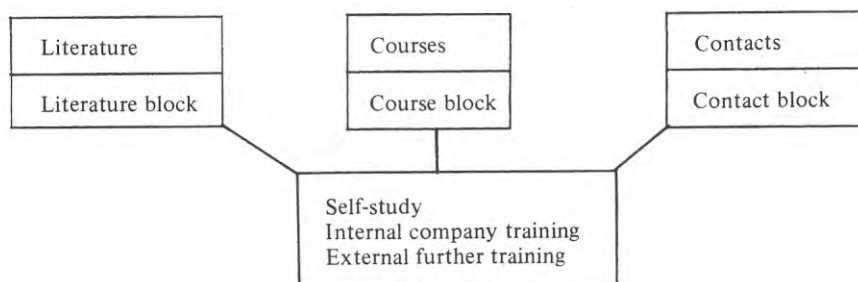 Literature
Literature block
Courses
Course block
Contacts
Contact block
Self-study
Internal company training
External further training